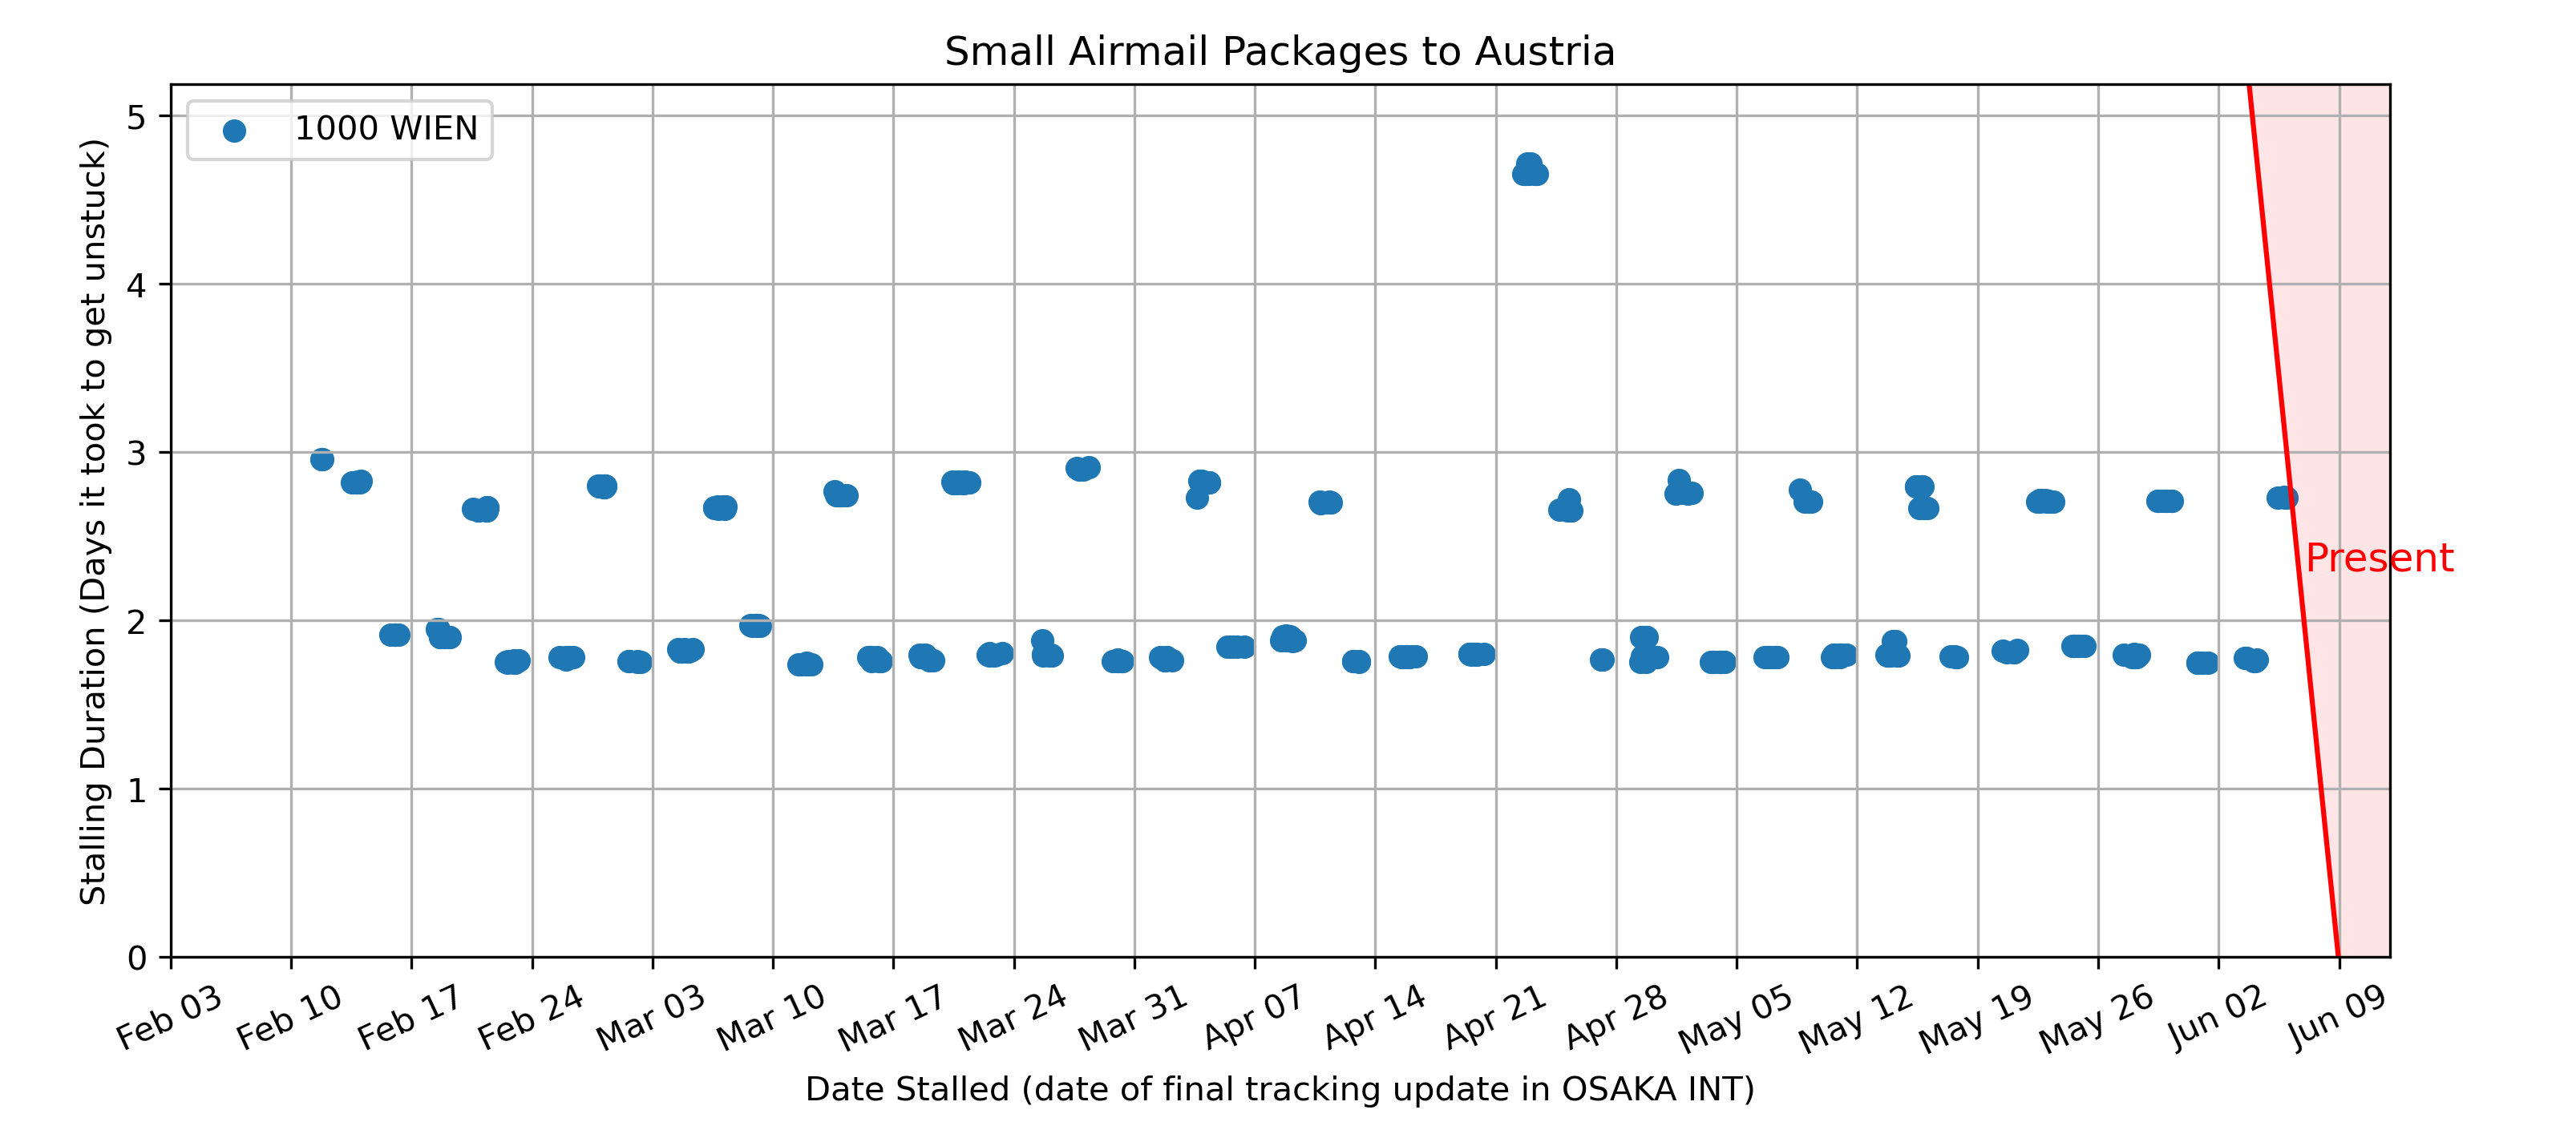 Small Airmail Packages to Austria
1000 WIEN
Stalling Duration (Days it took to get unstuck)
5
4
3
2
1
0
Present
Feb 03
Feb 10
Feb 17
Feb 24
Mar 03
Mar 10
Mar 17
Mar 24
Mar 31
Apr 07
Apr 14
Apr 21
Apr 28
May 05
May 12
May 19
May 26
Jun 02
Jun 09
Date Stalled (date of final tracking update in OSAKA INT)